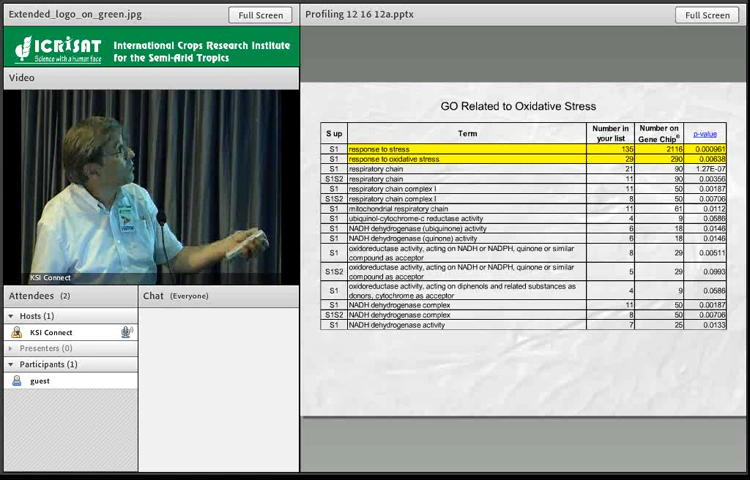 Extended_logo_on_green.jpg
Full Screen
Profiling 12 16 12a.pptx
Full Screen
ICRISAT
Science with a human face
International Crops Research Institute
for the Semi-Arid Tropics
Video
KSI Connect
Attendees (2)
Hosts (1)
KSI Connect
Presenters (0)
Participants (1)
guest
Chat (Everyone)
GO Related to Oxidative Stress
S up Term Number in your list Number on Gene Chip® p-value
S1 response to stress 135 2116 0.000961
S1 response to oxidative stress 29 290 0.00638
S1 respiratory chain 21 90 1.27E-07
S1S2 respiratory chain 11 90 0.00356
S1 respiratory chain complex I 11 50 0.00187
S1S2 respiratory chain complex I 8 50 0.00706
S1 mitochondrial respiratory chain 11 61 0.0112
S1 ubiquinol-cytochrome-c reductase activity 4 9 0.0586
S1 NADH dehydrogenase (ubiquinone) activity 6 18 0.0146
S1 NADH dehydrogenase (quinone) activity 6 18 0.0146
S1 oxidoreductase activity, acting on NADH or NADPH, quinone or similar
compound as acceptor 8 29 0.00511
S1S2 oxidoreductase activity, acting on NADH or NADPH, quinone or similar
compound as acceptor 5 29 0.0993
S1 oxidoreductase activity, acting on diphenols and related substances as
donors, cytochrome as acceptor 4 9 0.0586
S1 NADH dehydrogenase complex 11 50 0.00187
S1S2 NADH dehydrogenase complex 8 50 0.00706
S1 NADH dehydrogenase activity 7 25 0.0133